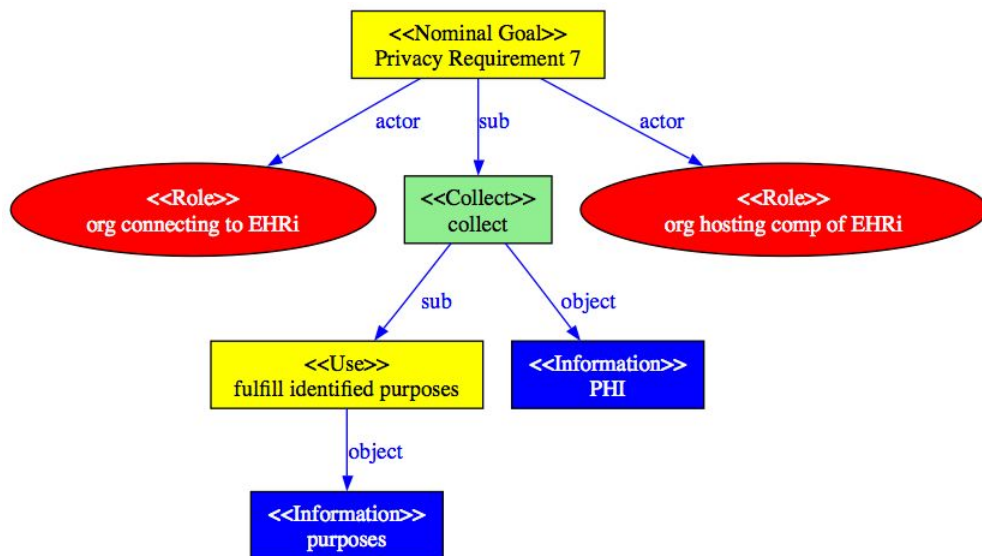 <<Nominal Goal>>
Privacy Requirement 7
actor
sub
actor
<<Role>>
org connecting to EHRi
<<Collect>>
collect
<<Role>>
org hosting comp of EHRi
sub
object
<<Use>>
fulfill identified purposes
<<Information>>
PHI
object
<<Information>>
purposes